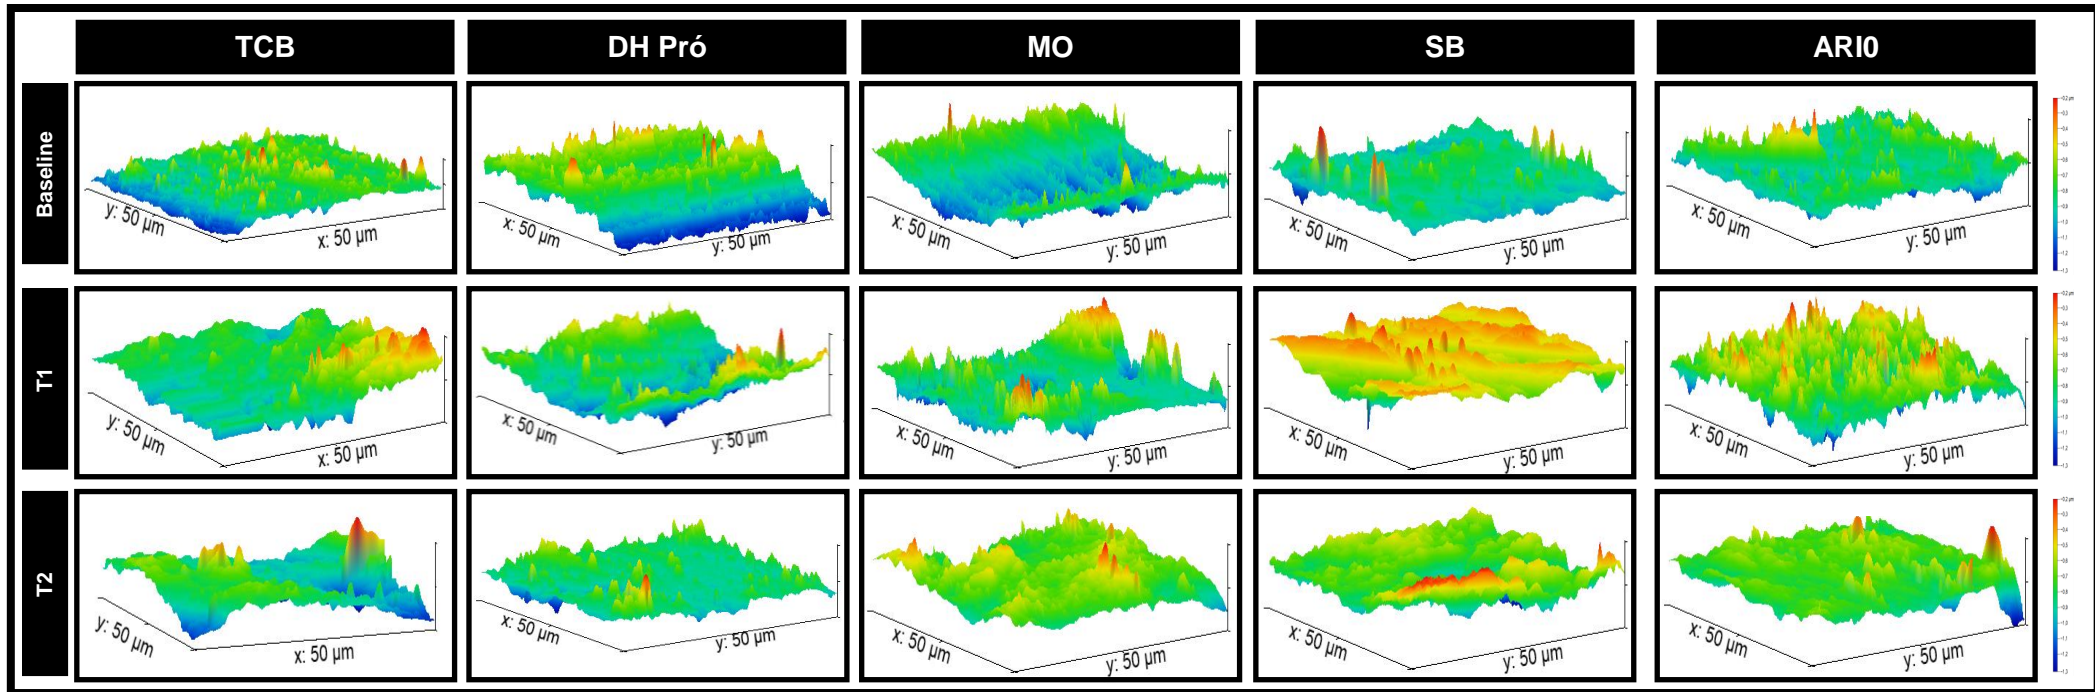 TCB DH Pró MO SB ARI0
Baseline
y: 50 µm x: 50 µm x: 50 µm y: 50 µm x: 50 µm y: 50 µm x: 50 µm y: 50 µm x: 50 µm y: 50 µm
T1
y: 50 µm x: 50 µm x: 50 µm y: 50 µm x: 50 µm y: 50 µm x: 50 µm y: 50 µm x: 50 µm y: 50 µm
T2
y: 50 µm x: 50 µm x: 50 µm y: 50 µm x: 50 µm y: 50 µm x: 50 µm y: 50 µm x: 50 µm y: 50 µm